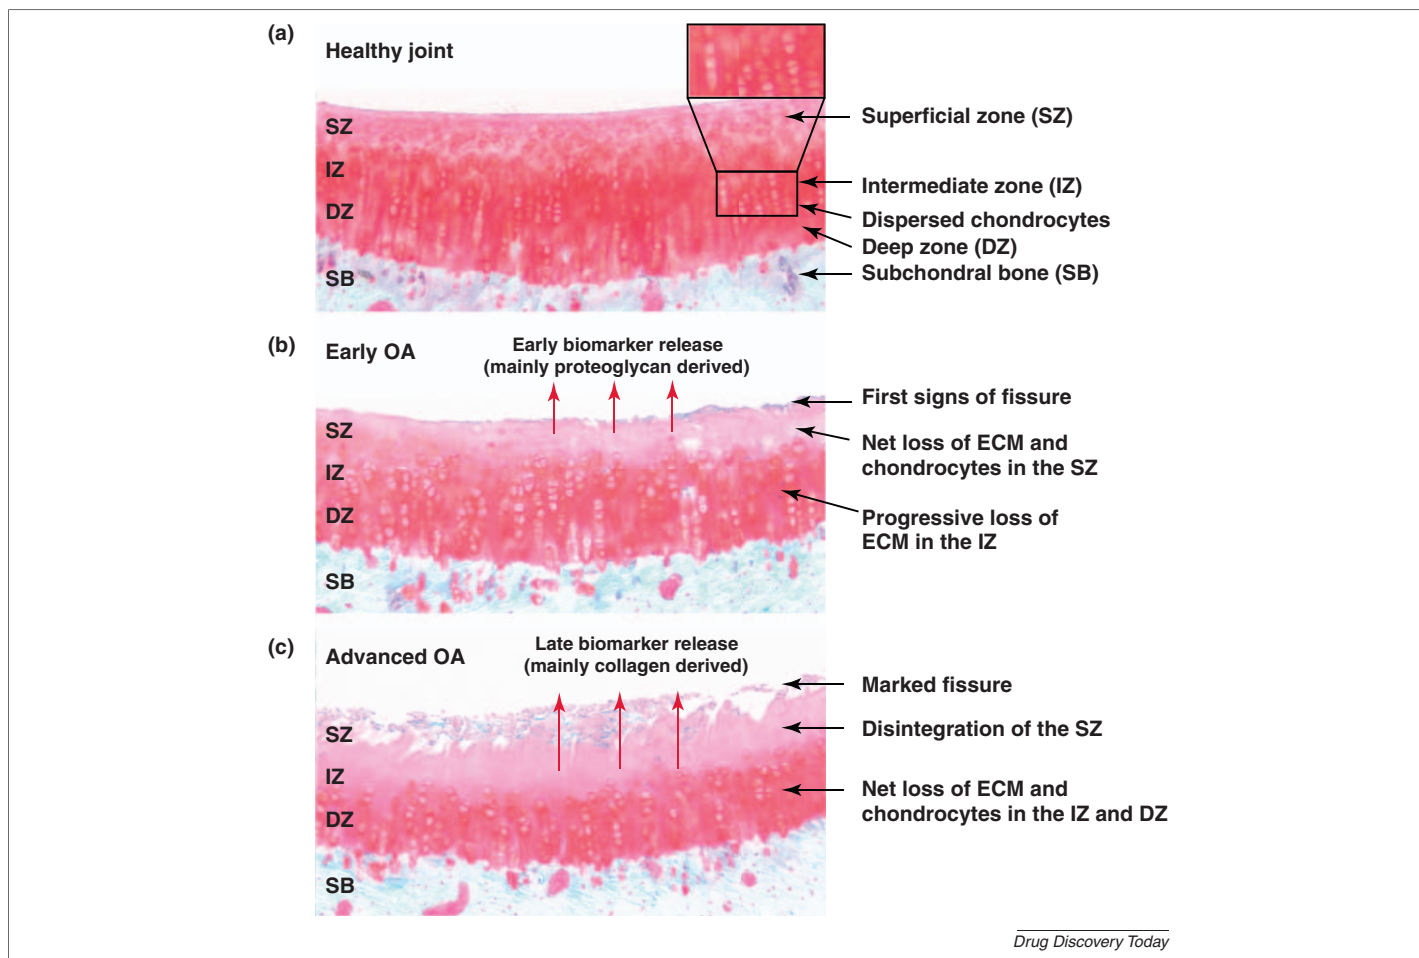 (a)
Healthy joint
SZ
IZ
DZ
SB
Superficial zone (SZ)
Intermediate zone (IZ)
Dispersed chondrocytes
Deep zone (DZ)
Subchondral bone (SB)
(b)
Early OA
Early biomarker release
(mainly proteoglycan derived)
SZ
IZ
DZ
SB
First signs of fissure
Net loss of ECM and
chondrocytes in the SZ
Progressive loss of
ECM in the IZ
(c)
Advanced OA
Late biomarker release
(mainly collagen derived)
SZ
IZ
DZ
SB
Marked fissure
Disintegration of the SZ
Net loss of ECM and
chondrocytes in the IZ and DZ
Drug Discovery Today